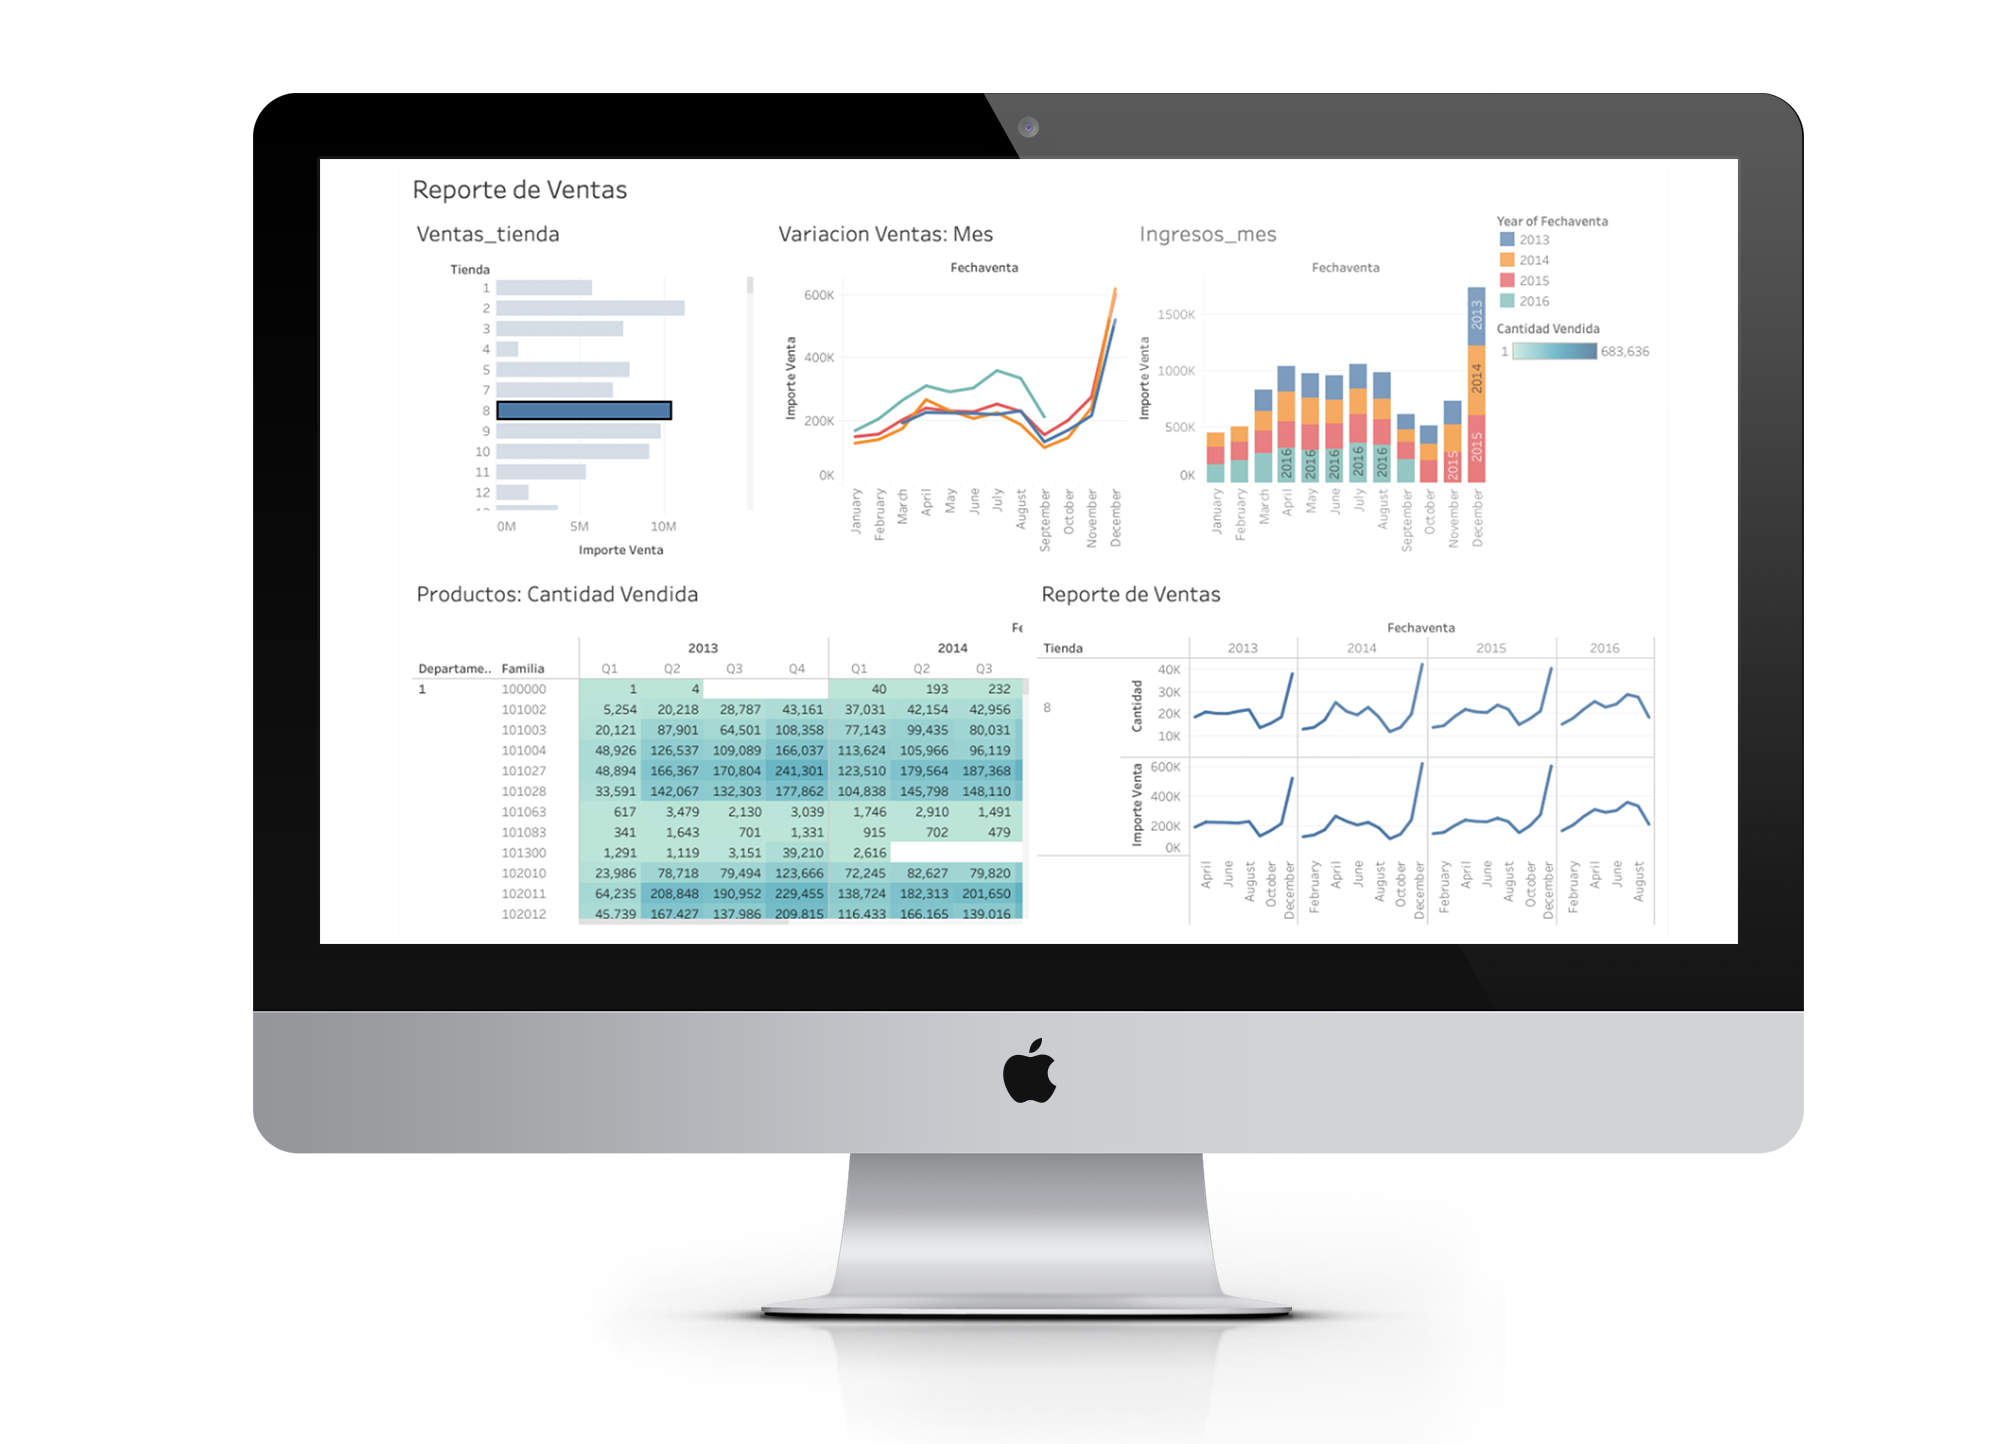 Reporte de Ventas
Ventas_tienda
Tienda
1
2
3
4
5
7
8
9
10
11
12
0M 5M 10M
Importe Venta
Variacion Ventas: Mes
Fechaventa
Importe Venta
600K
400K
200K
0K
January
February
March
April
May
June
July
August
September
October
November
December
Ingresos_mes
Fechaventa
Importe Venta
1500K
1000K
500K
0K
2016
2016
2016
2016
2016
2015
2015
2014
2013
January
February
March
April
May
June
July
August
September
October
November
December
Year of Fechaventa
2013
2014
2015
2016
Cantidad Vendida
1 683,636
Productos: Cantidad Vendida
2013 2014
Departame.. Familia Q1 Q2 Q3 Q4 Q1 Q2 Q3
1 100000 1 4 40 193 232
101002 5,254 20,218 28,787 43,161 37,031 42,154 42,956
101003 20,121 87,901 64,501 108,358 77,143 99,435 80,031
101004 48,926 126,537 109,089 166,037 113,624 105,966 96,119
101027 48,894 166,367 170,804 241,301 123,510 179,564 187,368
101028 33,591 142,067 132,303 177,862 104,838 145,798 148,110
101063 617 3,479 2,130 3,039 1,746 2,910 1,491
101083 341 1,643 701 1,331 915 702 479
101300 1,291 1,119 3,151 39,210 2,616
102010 23,986 78,718 79,494 123,666 72,245 82,627 79,820
102011 64,235 208,848 190,952 229,455 138,724 182,313 201,650
102012 45,739 167,427 137,986 209,815 116,433 166,165 139,016
Reporte de Ventas
Fechaventa
Tienda 2013 2014 2015 2016
8
Cantidad
40K
30K
20K
10K
Importe Venta
600K
400K
200K
0K
April
June
August
October
December
February
April
June
August
October
December
February
April
June
August
October
December
February
April
June
August